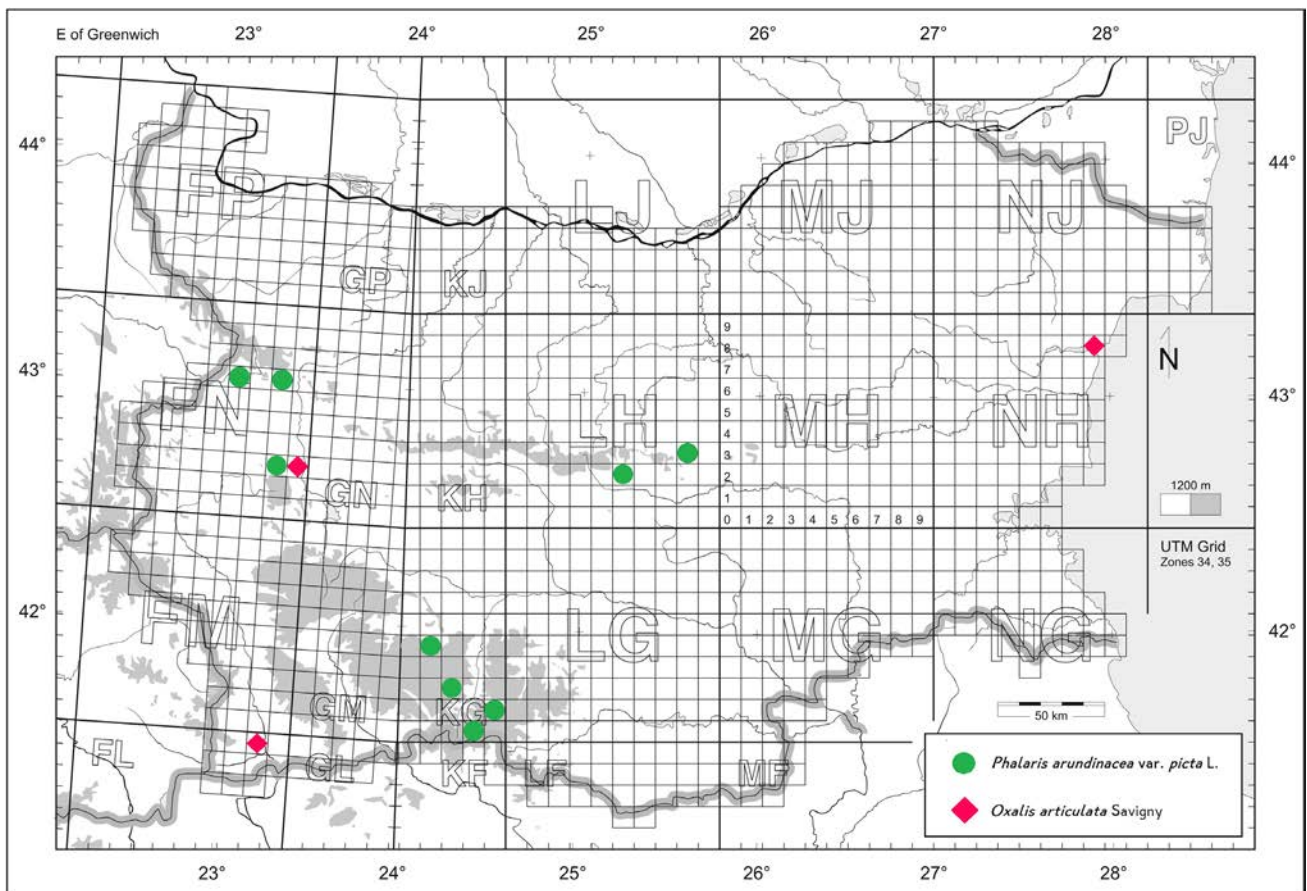 E of Greenwich 23° 24° 25° 26° 27° 28°
44° 44°
PJ
FP LJ MJ NJ
GP KJ
9
8
7
43° N
6 43°
FN 5 LH MH NH
4
3
2
GN KH 1
1200 m
0 1 2 3 4 5 6 7 8 9
UTM Grid
Zones 34, 35
42° 42°
FM LG MG NG
GM KG
50 km
FL GL KF LF MF
Phalaris arundinacea var. picta L.
Oxalis articulata Savigny
23° 24° 25° 26° 27° 28°